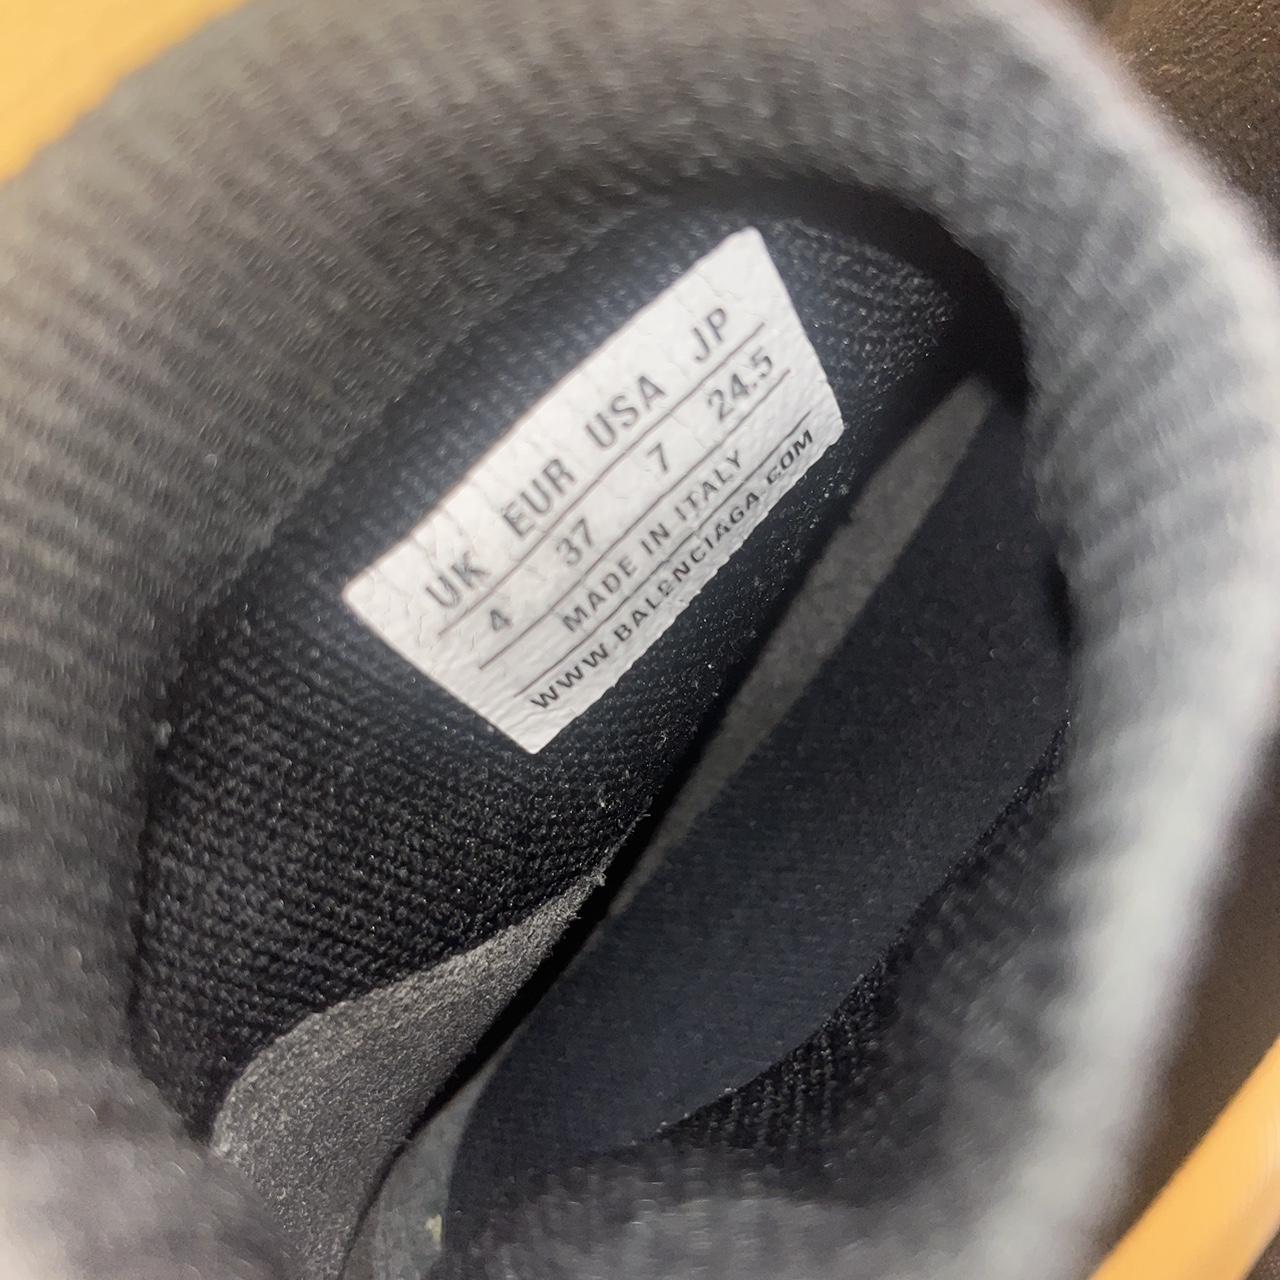 UK EUR USA JP
4 37 7 24.5
MADE IN ITALY
WWW.BALENCIAGA.COM